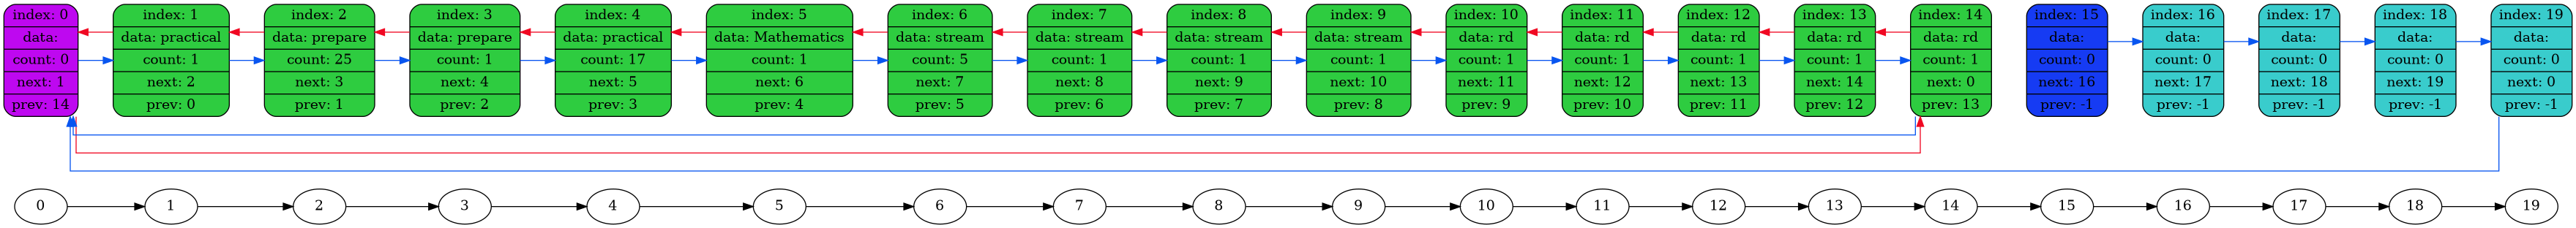 index: 0
data:
count: 0
next: 1
prev: 14
index: 1
data: practical
count: 1
next: 2
prev: 0
index: 2
data: prepare
count: 25
next: 3
prev: 1
index: 3
data: prepare
count: 1
next: 4
prev: 2
index: 4
data: practical
count: 17
next: 5
prev: 3
index: 5
data: Mathematics
count: 1
next: 6
prev: 4
index: 6
data: stream
count: 5
next: 7
prev: 5
index: 7
data: stream
count: 1
next: 8
prev: 6
index: 8
data: stream
count: 1
next: 9
prev: 7
index: 9
data: stream
count: 1
next: 10
prev: 8
index: 10
data: rd
count: 1
next: 11
prev: 9
index: 11
data: rd
count: 1
next: 12
prev: 10
index: 12
data: rd
count: 1
next: 13
prev: 11
index: 13
data: rd
count: 1
next: 14
prev: 12
index: 14
data: rd
count: 1
next: 0
prev: 13
index: 15
data:
count: 0
next: 16
prev: -1
index: 16
data:
count: 0
next: 17
prev: -1
index: 17
data:
count: 0
next: 18
prev: -1
index: 18
data:
count: 0
next: 19
prev: -1
index: 19
data:
count: 0
next: 0
prev: -1
0 1 2 3 4 5 6 7 8 9 10 11 12 13 14 15 16 17 18 19